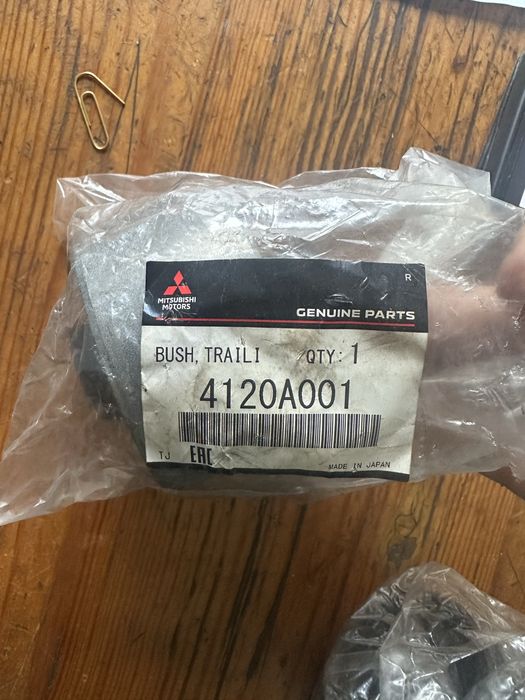 R
MITSUBISHI
MOTORS
GENUINE PARTS
BUSH, TRAILI QTY: 1
4120A001
TJ EAC
MADE IN JAPAN